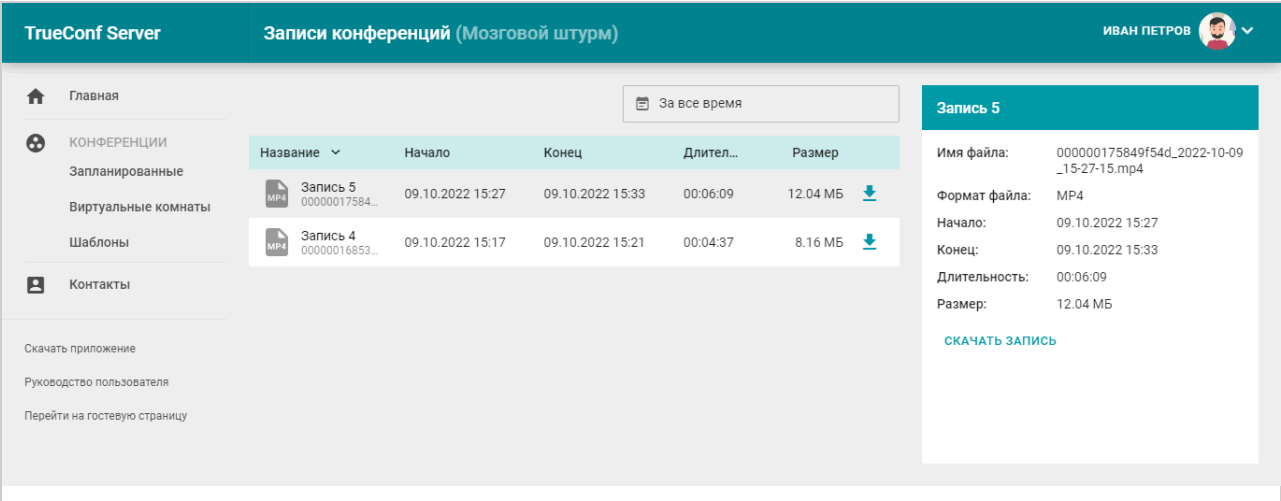 TrueConf Server
Записи конференций (Мозговой штурм)
ИВАН ПЕТРОВ
Главная
КОНФЕРЕНЦИИ
Запланированные
Виртуальные комнаты
Шаблоны
Контакты
Скачать приложение
Руководство пользователя
Перейти на гостевую страницу
За все время
Название Начало Конец Длител... Размер
MP4 Запись 5 09.10.2022 15:27 09.10.2022 15:33 00:06:09 12.04 МБ
00000017584...
MP4 Запись 4 09.10.2022 15:17 09.10.2022 15:21 00:04:37 8.16 МБ
00000016853...
Запись 5
Имя файла: 000000175849f54d_2022-10-09
_15-27-15.mp4
Формат файла: MP4
Начало: 09.10.2022 15:27
Конец: 09.10.2022 15:33
Длительность: 00:06:09
Размер: 12.04 МБ
СКАЧАТЬ ЗАПИСЬ